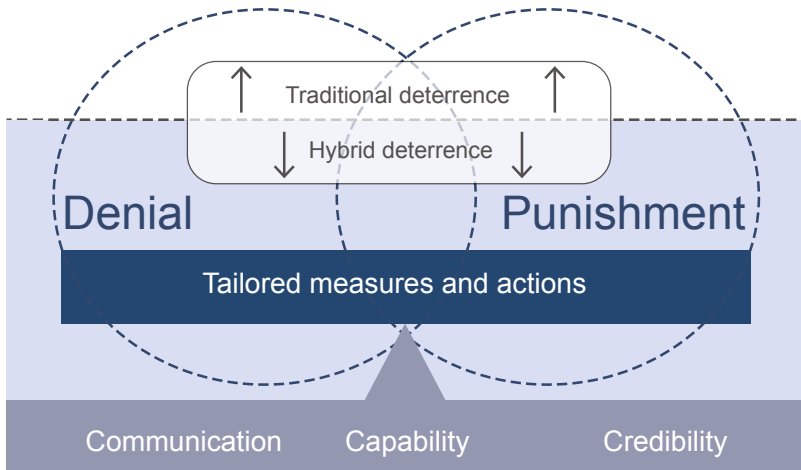 Traditional deterrence
Hybrid deterrence
Denial
Punishment
Tailored measures and actions
Communication
Capability
Credibility